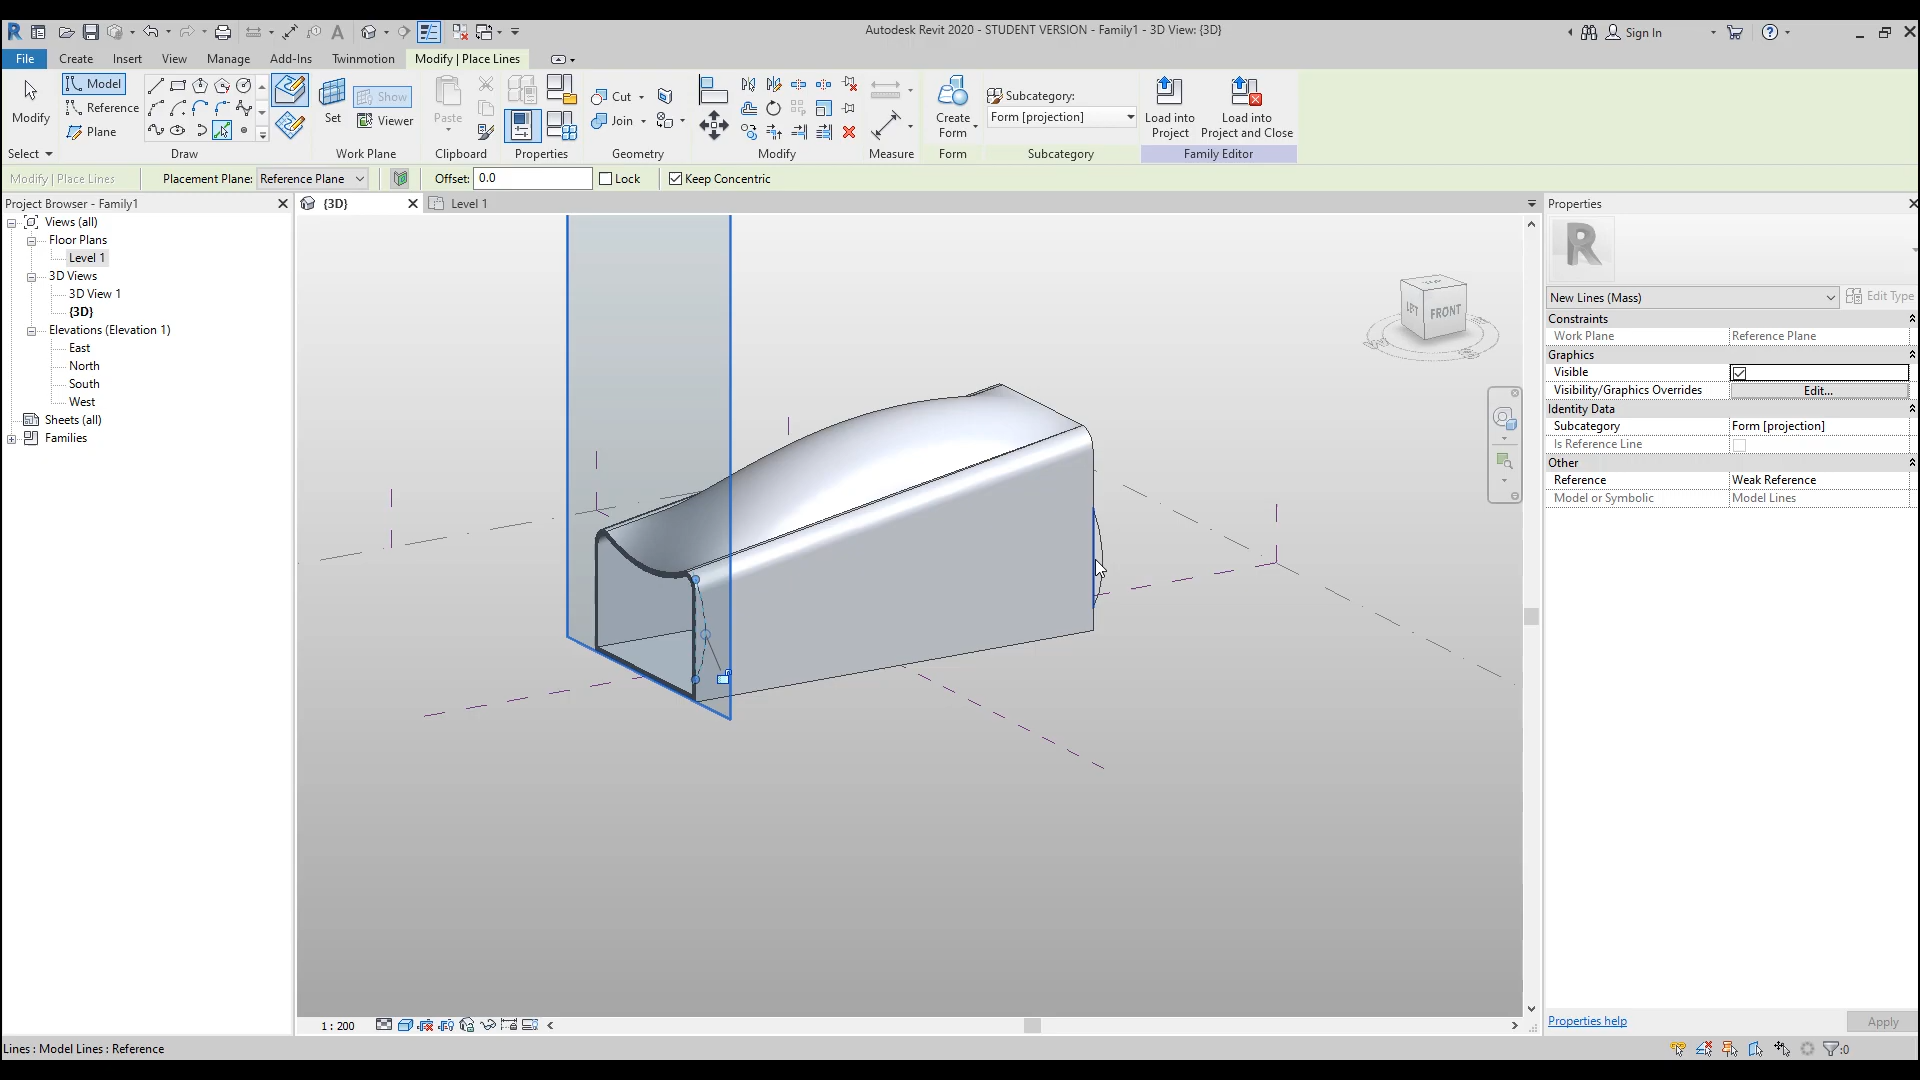 Autodesk Revit 2020 - STUDENT VERSION - Family1 - 3D View: {3D}
Sign In
File Create Insert View Manage Add-Ins Inst Twinmotion Modify | Place Lines
Modify
Model
Reference
Plane
Set
Show
Viewer
Paste
Cut
Join
Create
Form
Subcategory:
Form [projection]
Load into
Project
Load into
Project and Close
Select Draw Work Plane Clipboard Properties Geometry Modify Measure Form Subcategory Family Editor
Modify | Place Lines Placement Plane: Reference Plane Offset: 0.0 Lock Keep Concentric
Project Browser - Family1
Views (all)
Floor Plans
Level 1
3D Views
3D View 1
{3D}
Elevations (Elevation 1)
East
North
South
West
Sheets (all)
Families
{3D}
Level 1
FRONT
1 : 200
Properties
R
New Lines (Mass)
Edit Type
Constraints
Work Plane Reference Plane
Graphics
Visible
Visibility/Graphics Overrides Edit...
Identity Data
Subcategory Form [projection]
Is Reference Line
Other
Reference Weak Reference
Model or Symbolic Model Lines
Properties help
Apply
Lines : Model Lines : Reference
:0